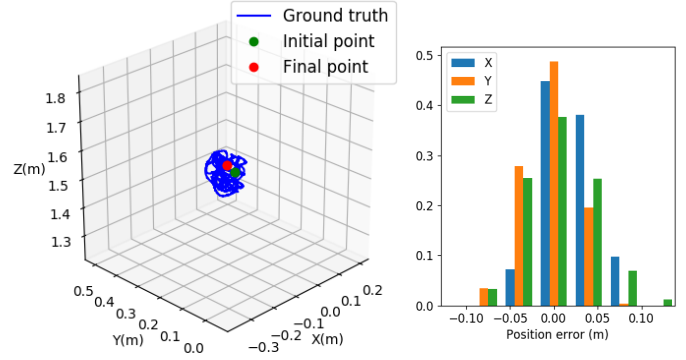 Ground truth
Initial point
Final point
1.8
1.7
1.6
Z(m)
1.5
1.4
1.3
0.5
0.4
0.3
0.2
0.1
0.0
Y(m)
−0.3
−0.2
−0.1
0.0
0.1
0.2
X(m)
X
Y
Z
0.5
0.4
0.3
0.2
0.1
0.0
−0.10 −0.05 0.00 0.05 0.10
Position error (m)